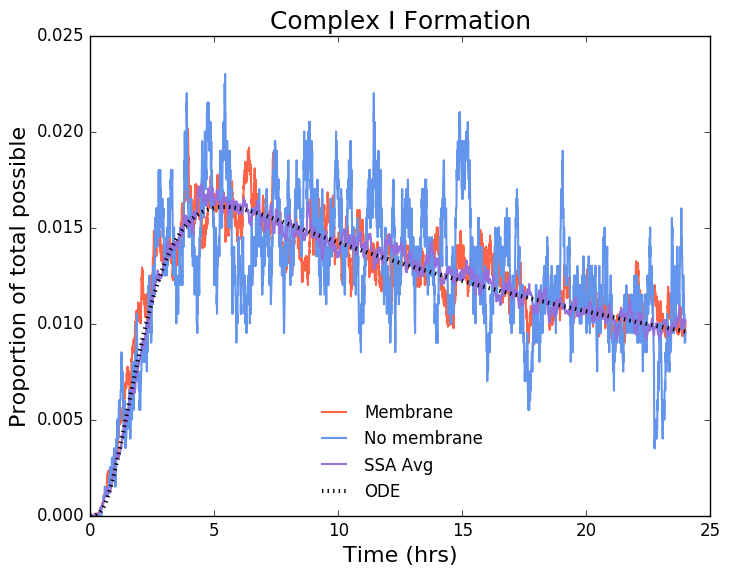 Complex I Formation
0.025
0.020
0.015
0.010
0.005
0.000
Proportion of total possible
Membrane
No membrane
SSA Avg
ODE
0 5 10 15 20 25
Time (hrs)